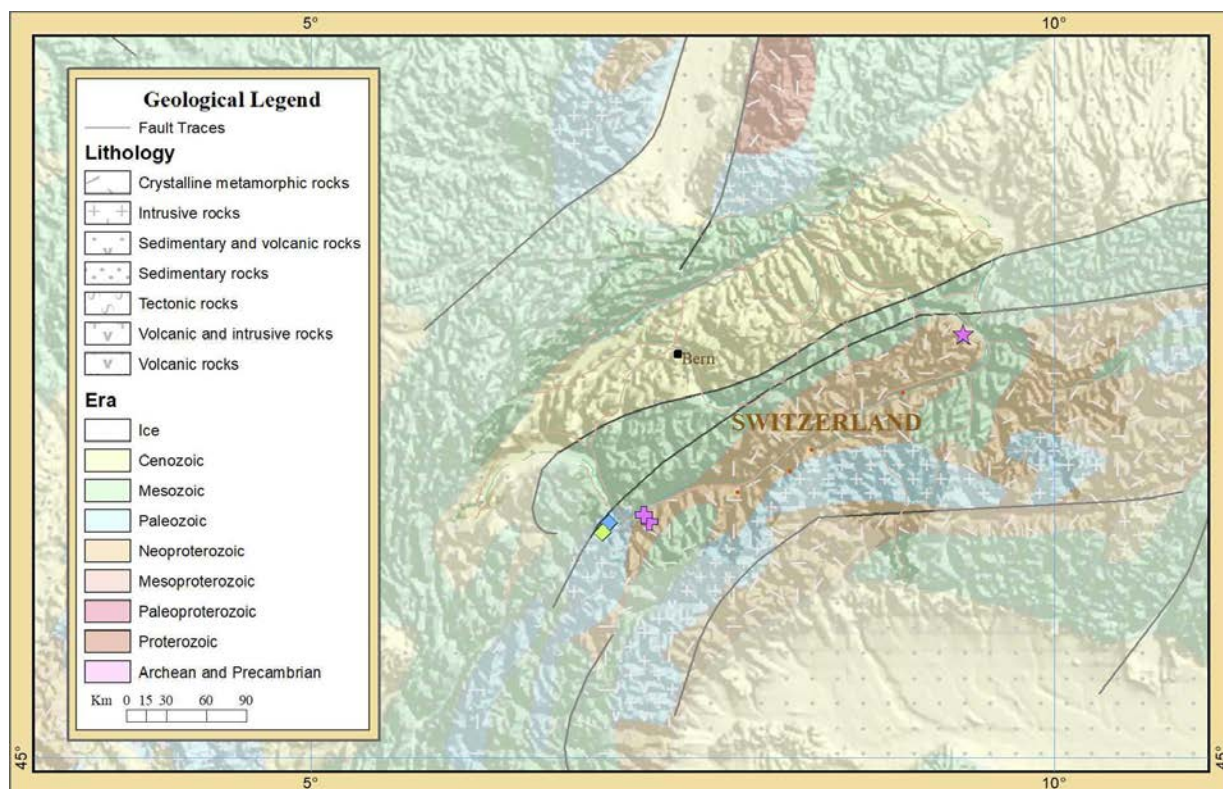 5°
10°
Geological Legend
Fault Traces
Lithology
Crystalline metamorphic rocks
Intrusive rocks
Sedimentary and volcanic rocks
Sedimentary rocks
Tectonic rocks
Volcanic and intrusive rocks
Volcanic rocks
Era
Ice
Cenozoic
Mesozoic
Paleozoic
Neoproterozoic
Mesoproterozoic
Paleoproterozoic
Proterozoic
Archean and Precambrian
Km 0 15 30 60 90
Bern
SWITZERLAND
45°
45°
5°
10°